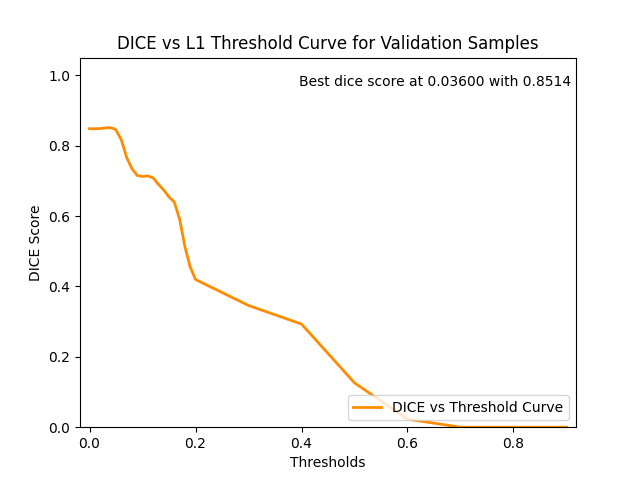 DICE vs L1 Threshold Curve for Validation Samples
Best dice score at 0.03600 with 0.8514
1.0
0.8
0.6
0.4
0.2
0.0
DICE Score
DICE vs Threshold Curve
0.0 0.2 0.4 0.6 0.8
Thresholds